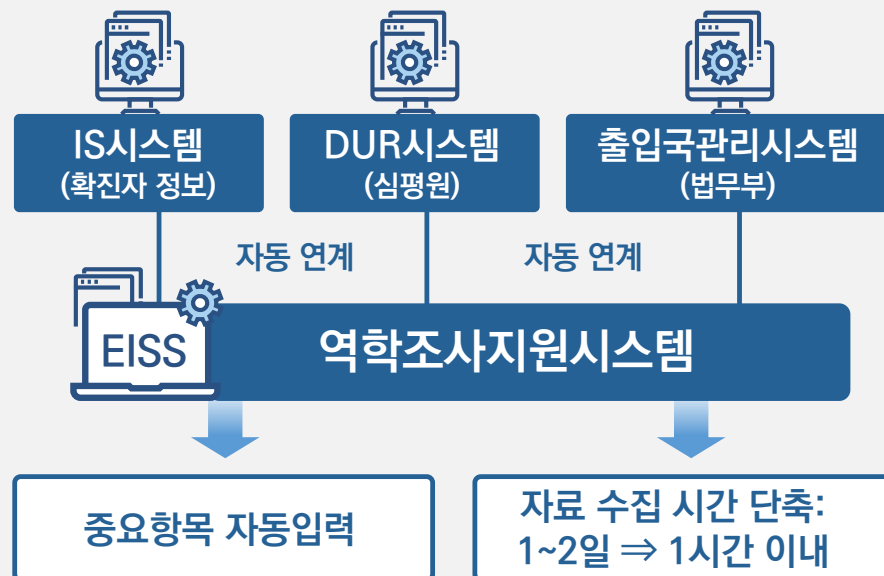 IS시스템
(확진자 정보)
DUR시스템
(심평원)
출입국관리시스템
(법무부)
자동 연계
자동 연계
EISS
역학조사지원시스템
중요항목 자동입력
자료 수집 시간 단축:
1~2일 ⇒ 1시간 이내